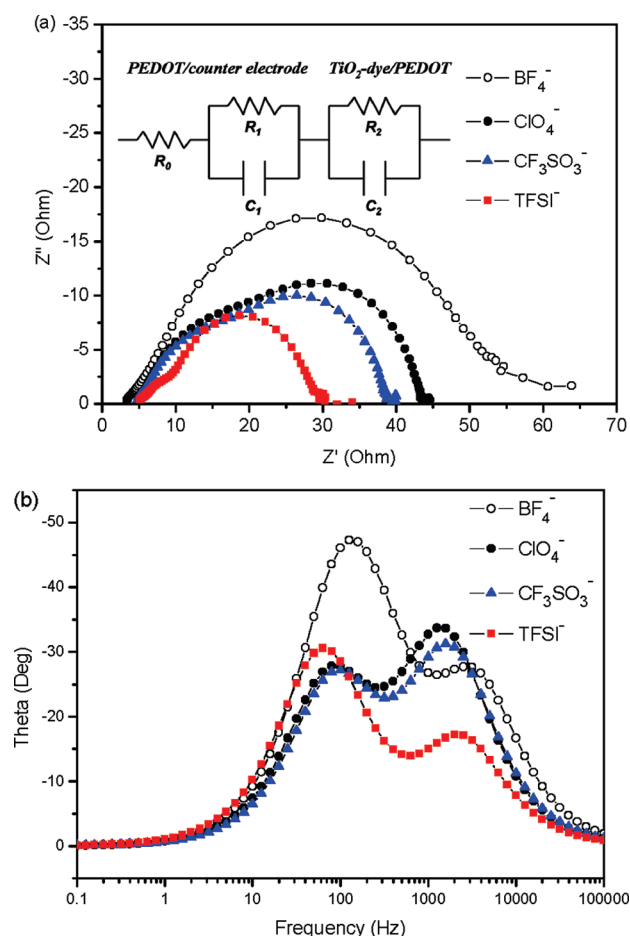 (a)
-35
-30
-25
-20
-15
-10
-5
0
Z'' (Ohm)
PEDOT/counter electrode TiO₂-dye/PEDOT
R₀
R₁
R₂
C₁
C₂
BF₄⁻
ClO₄⁻
CF₃SO₃⁻
TFSI⁻
0 10 20 30 40 50 60 70
Z' (Ohm)
(b)
-50
-40
-30
-20
-10
0
Theta (Deg)
BF₄⁻
ClO₄⁻
CF₃SO₃⁻
TFSI⁻
0.1 1 10 100 1000 10000 100000
Frequency (Hz)